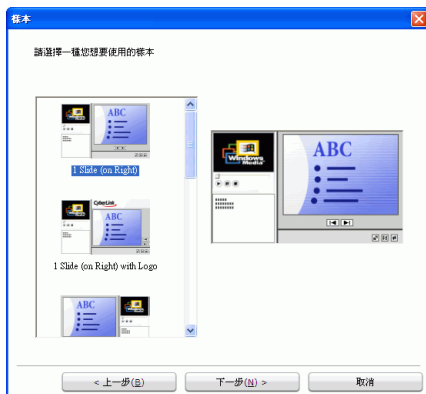 樣本
請選擇一種您想要使用的樣本
ABC
1 Slide (on Right)
CyberLink
ABC
1 Slide (on Right) with Logo
ABC
Windows
Media
ABC
< 上一步(B)
下一步(N) >
取消